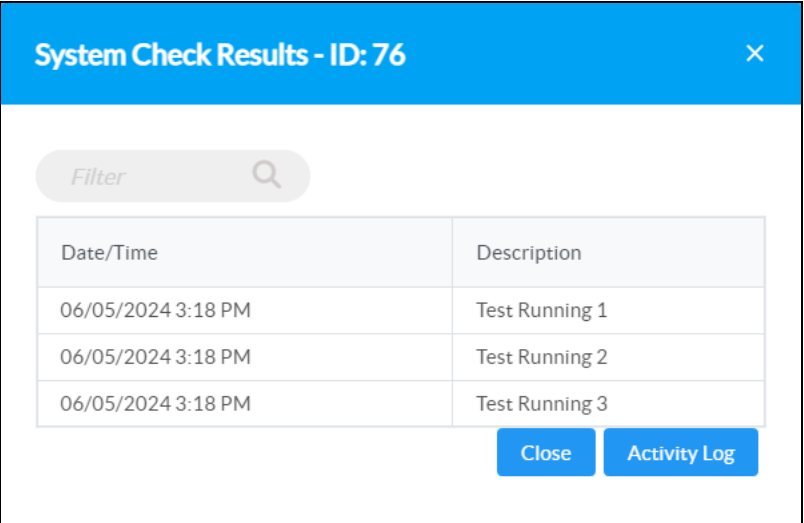 System Check Results - ID: 76
Filter
Date/Time Description
06/05/2024 3:18 PM Test Running 1
06/05/2024 3:18 PM Test Running 2
06/05/2024 3:18 PM Test Running 3
Close Activity Log